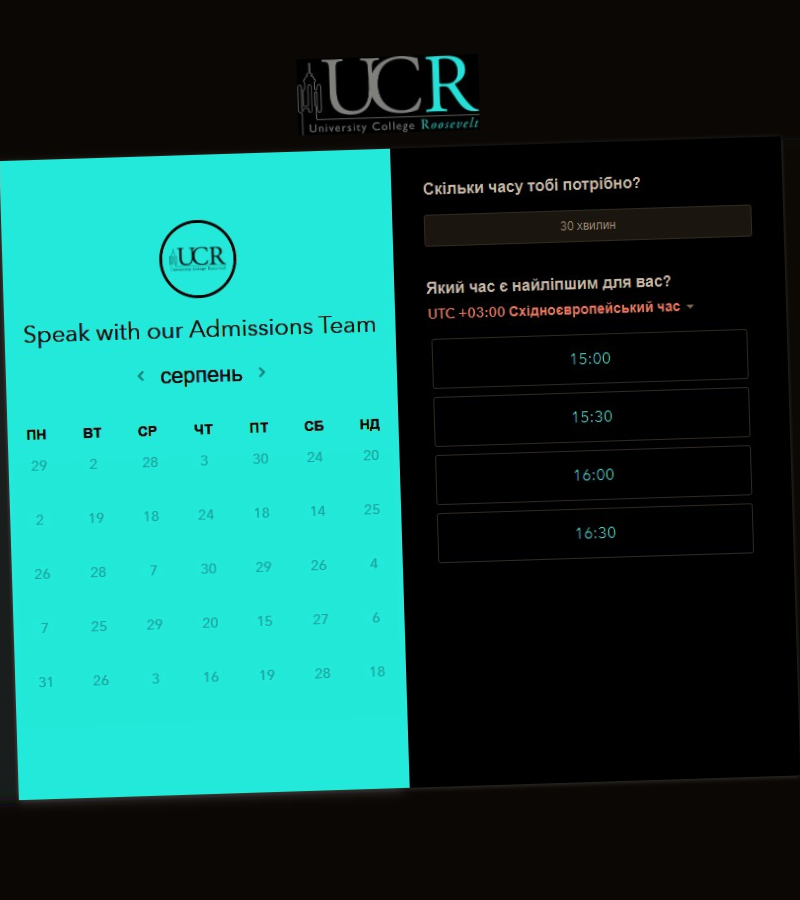 UCR
University College Roosevelt
UCR
University College Roosevelt
Speak with our Admissions Team
серпень
ПН ВТ СР ЧТ ПТ СБ НД
29 2 28 3 30 24 20
2 19 18 24 18 14 25
26 28 7 30 29 26 4
7 25 29 20 15 27 6
31 26 3 16 19 28 18
Скільки часу тобі потрібно?
30 хвилин
Який час є найліпшим для вас?
UTC +03:00 Східноєвропейський час
15:00
15:30
16:00
16:30